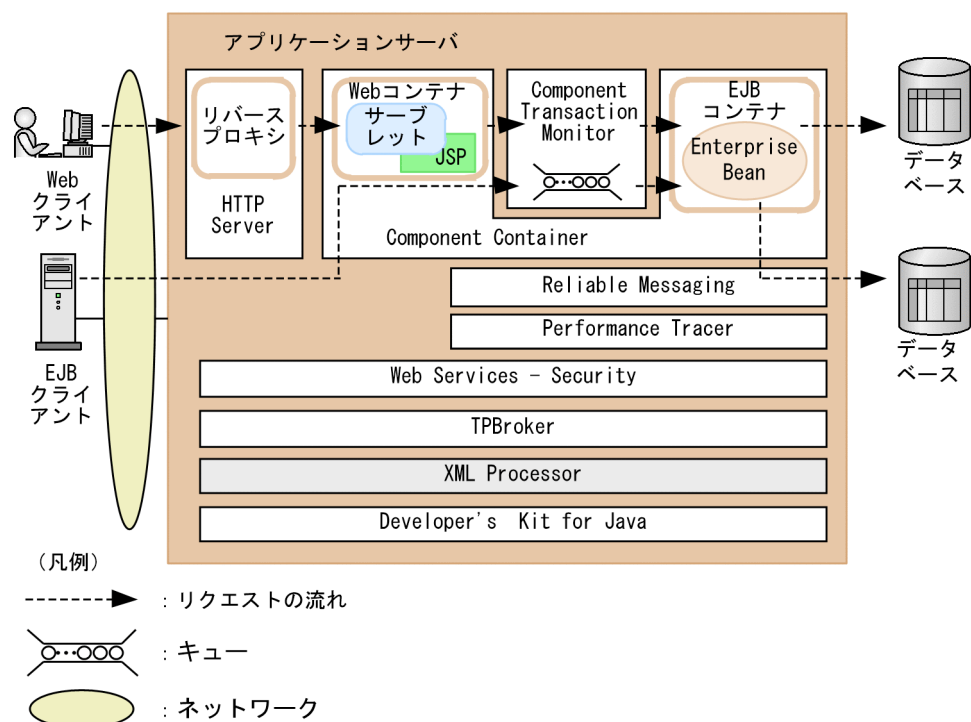 アプリケーションサーバ
リバース
プロキシ
HTTP
Server
Webコンテナ
サーブ
レット
JSP
Component
Transaction
Monitor
EJB
コンテナ
Enterprise
Bean
Component Container
Web
クライ
アント
EJB
クライ
アント
データ
ベース
データ
ベース
Reliable Messaging
Performance Tracer
Web Services − Security
TPBroker
XML Processor
Developer's Kit for Java
(凡例)
：リクエストの流れ
：キュー
：ネットワーク